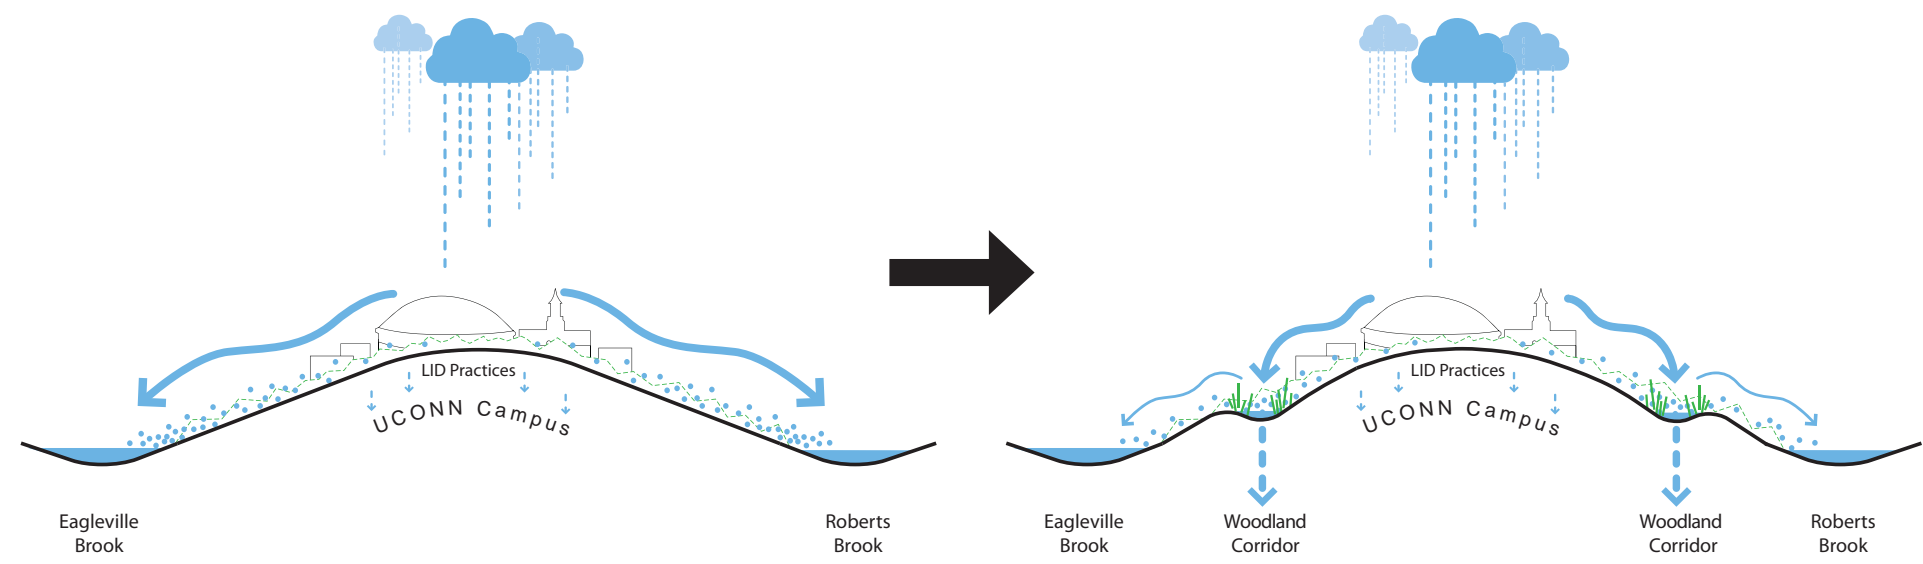 LID Practices
UCONN Campus
Eagleville
Brook
Roberts
Brook
LID Practices
UCONN Campus
Eagleville
Brook
Woodland
Corridor
Woodland
Corridor
Roberts
Brook